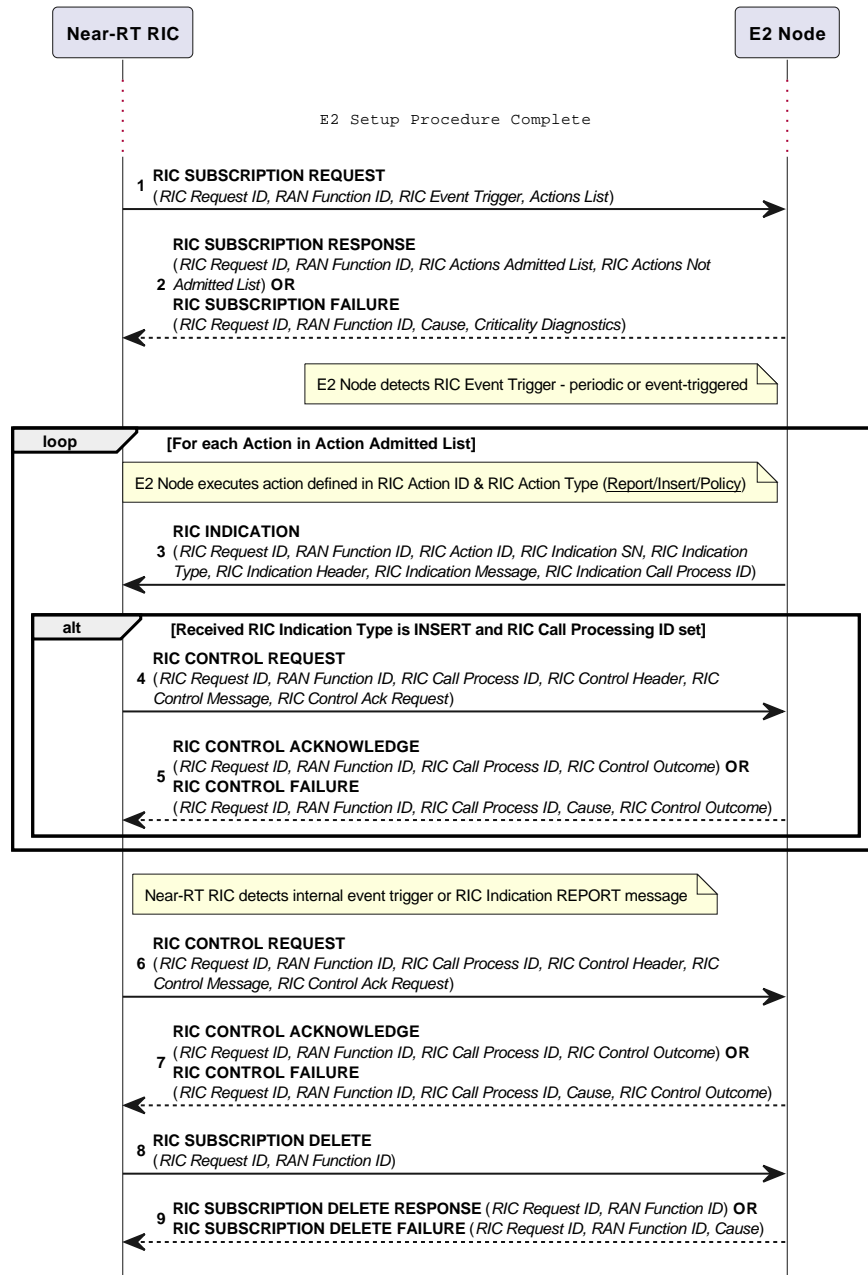 Near-RT RIC
E2 Node
E2 Setup Procedure Complete
1 RIC SUBSCRIPTION REQUEST
(RIC Request ID, RAN Function ID, RIC Event Trigger, Actions List)
RIC SUBSCRIPTION RESPONSE
(RIC Request ID, RAN Function ID, RIC Actions Admitted List, RIC Actions Not
2 Admitted List) OR
RIC SUBSCRIPTION FAILURE
(RIC Request ID, RAN Function ID, Cause, Criticality Diagnostics)
E2 Node detects RIC Event Trigger - periodic or event-triggered
loop [For each Action in Action Admitted List]
E2 Node executes action defined in RIC Action ID & RIC Action Type (Report/Insert/Policy)
RIC INDICATION
3 (RIC Request ID, RAN Function ID, RIC Action ID, RIC Indication SN, RIC Indication
Type, RIC Indication Header, RIC Indication Message, RIC Indication Call Process ID)
alt [Received RIC Indication Type is INSERT and RIC Call Processing ID set]
RIC CONTROL REQUEST
4 (RIC Request ID, RAN Function ID, RIC Call Process ID, RIC Control Header, RIC
Control Message, RIC Control Ack Request)
RIC CONTROL ACKNOWLEDGE
5 (RIC Request ID, RAN Function ID, RIC Call Process ID, RIC Control Outcome) OR
RIC CONTROL FAILURE
(RIC Request ID, RAN Function ID, RIC Call Process ID, Cause, RIC Control Outcome)
Near-RT RIC detects internal event trigger or RIC Indication REPORT message
RIC CONTROL REQUEST
6 (RIC Request ID, RAN Function ID, RIC Call Process ID, RIC Control Header, RIC
Control Message, RIC Control Ack Request)
RIC CONTROL ACKNOWLEDGE
7 (RIC Request ID, RAN Function ID, RIC Call Process ID, RIC Control Outcome) OR
RIC CONTROL FAILURE
(RIC Request ID, RAN Function ID, RIC Call Process ID, Cause, RIC Control Outcome)
8 RIC SUBSCRIPTION DELETE
(RIC Request ID, RAN Function ID)
9 RIC SUBSCRIPTION DELETE RESPONSE (RIC Request ID, RAN Function ID) OR
RIC SUBSCRIPTION DELETE FAILURE (RIC Request ID, RAN Function ID, Cause)